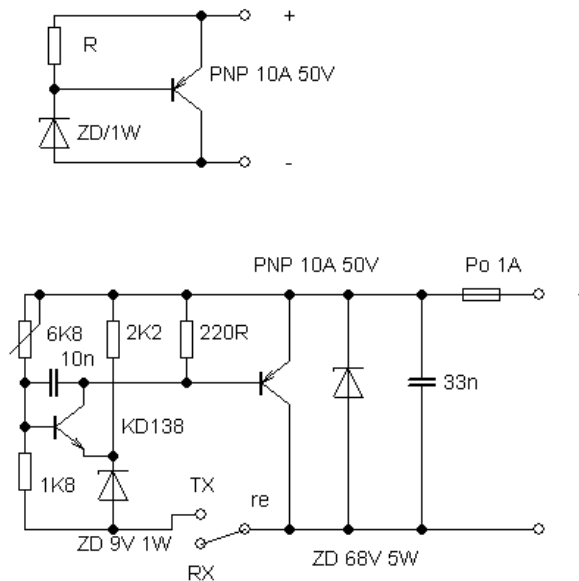 +
R
PNP 10A 50V
ZD/1W
-
PNP 10A 50V
Po 1A
6K8
2K2
220R
10n
33n
KD138
1K8
TX
re
ZD 9V 1W
ZD 68V 5W
RX